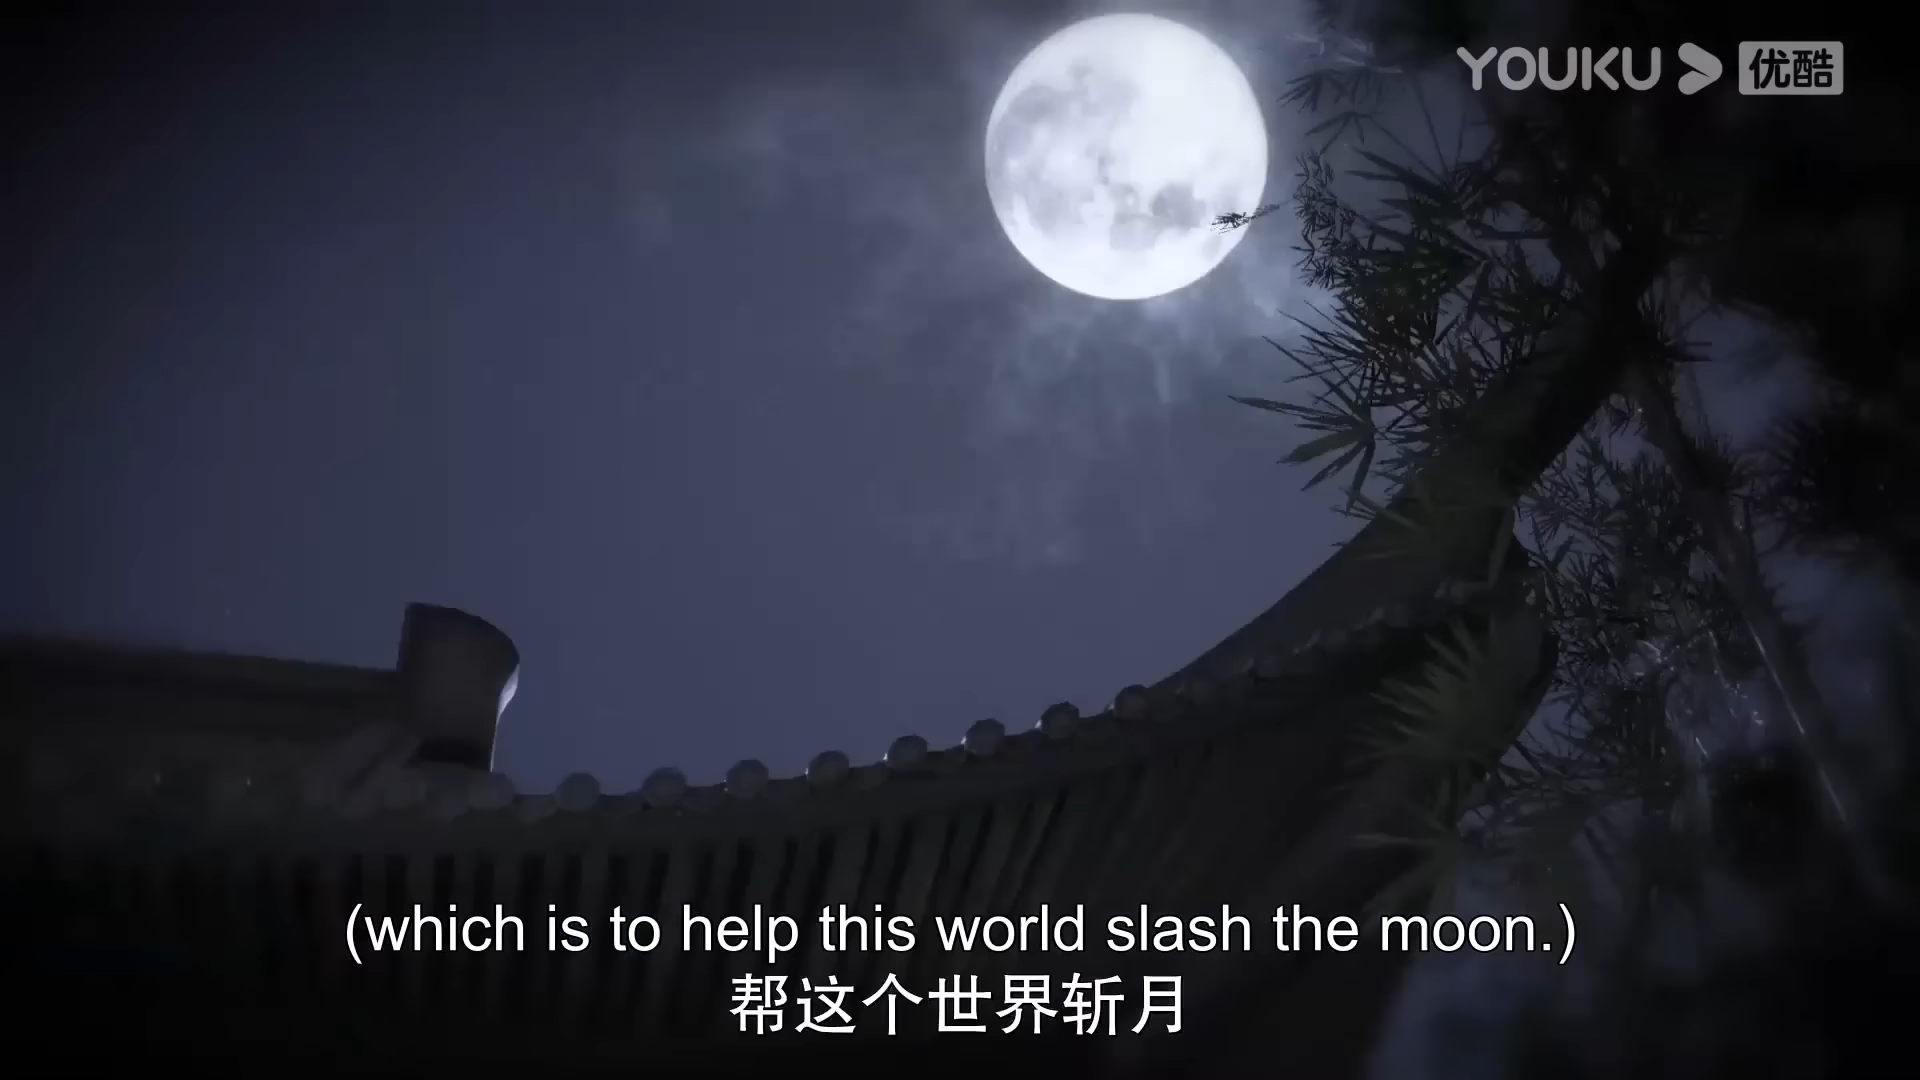 YOUKU 优酷
(which is to help this world slash the moon.)
帮这个世界斩月